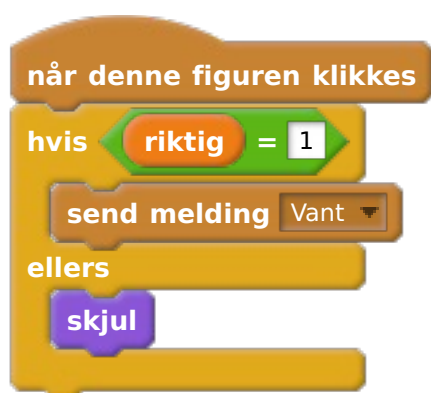 når denne figuren klikkes
hvis riktig = 1
send melding Vant
ellers
skjul